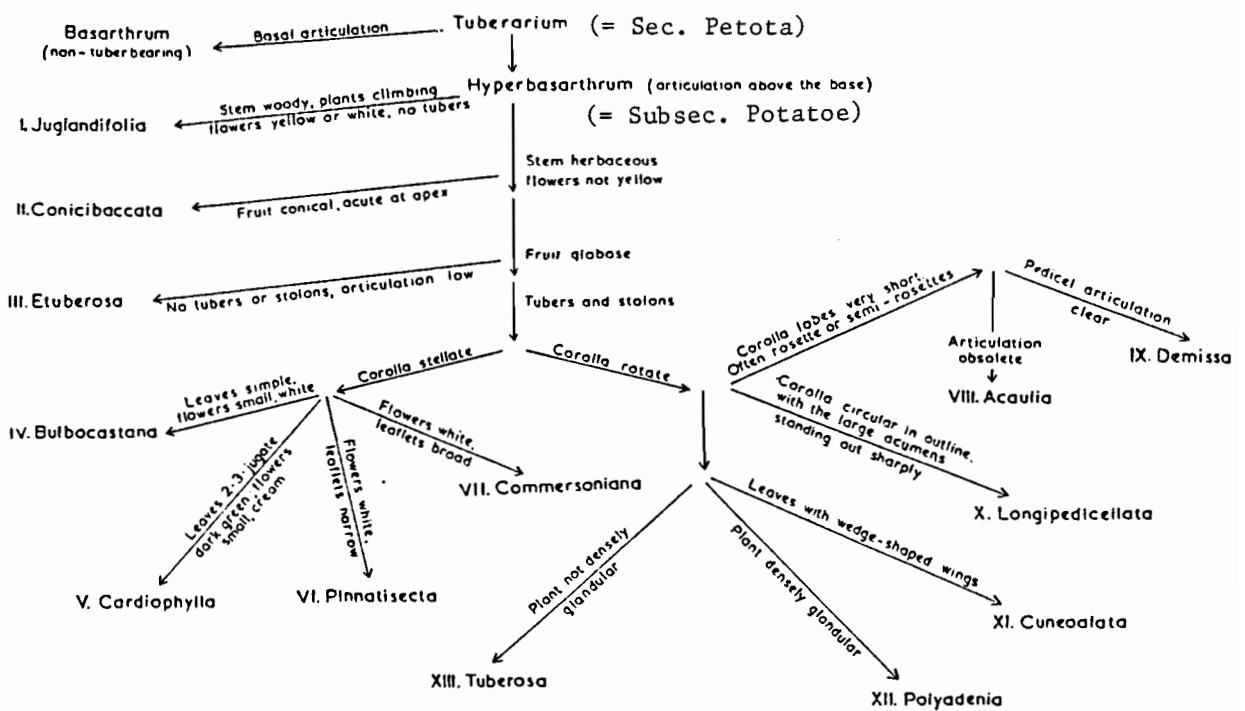 Tuberarium (= Sec. Petota)
Basarthrum
(non-tuber bearing)
Basal articulation
Hyperbasarthrum (articulation above the base)
(= Subsec. Potatoe)
Stem woody, plants climbing
flowers yellow or white, no tubers
I. Juglandifolia
Stem herbaceous
flowers not yellow
II. Conicibaccata
Fruit conical, acute at apex
Fruit globose
III. Etuberosa
No tubers or stolons, articulation low
Tubers and stolons
Corolla stellate
Corolla rotate
Leaves simple,
flowers small, white
IV. Bulbocastana
Leaves 2-3-jugate
dark green: flowers
small, cream
V. Cardiophylla
Flowers white,
leaflets narrow
VI. Pinnatisecta
Flowers white,
leaflets broad
VII. Commersoniana
Corolla lobes very short.
Often rosette or semi-rosettes
Articulation
obsolete
VIII. Acaulia
Pedicel articulation
clear
IX. Demissa
Corolla circular in outline,
with the large acumens
standing out sharply
X. Longipedicellata
Leaves with wedge-shaped wings
XI. Cuneoalata
Plant densely glandular
XII. Polyadenia
Plant not densely
glandular
XIII. Tuberosa